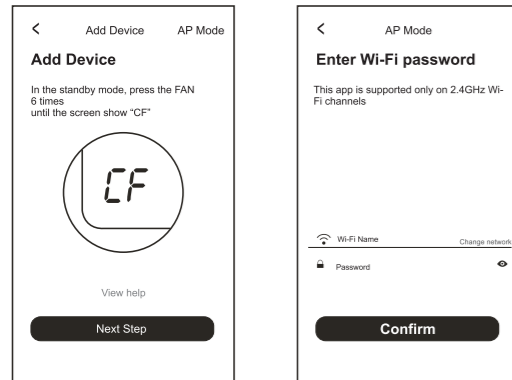 Add Device AP Mode
Add Device
In the standby mode, press the FAN
6 times
until the screen show “CF”
CF
View help
Next Step
AP Mode
Enter Wi-Fi password
This app is supported only on 2.4GHz Wi-
Fi channels
Wi-Fi Name Change network
Password
Confirm